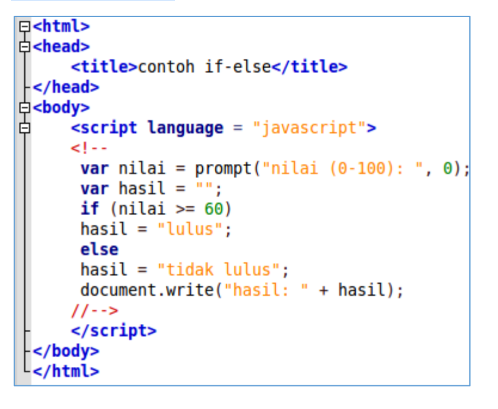 <html>
<head>
<title>contoh if-else</title>
</head>
<body>
<script language = "javascript">
<!--
var nilai = prompt("nilai (0-100): ", 0);
var hasil = "";
if (nilai >= 60)
hasil = "lulus";
else
hasil = "tidak lulus";
document.write("hasil: " + hasil);
//-->
</script>
</body>
</html>